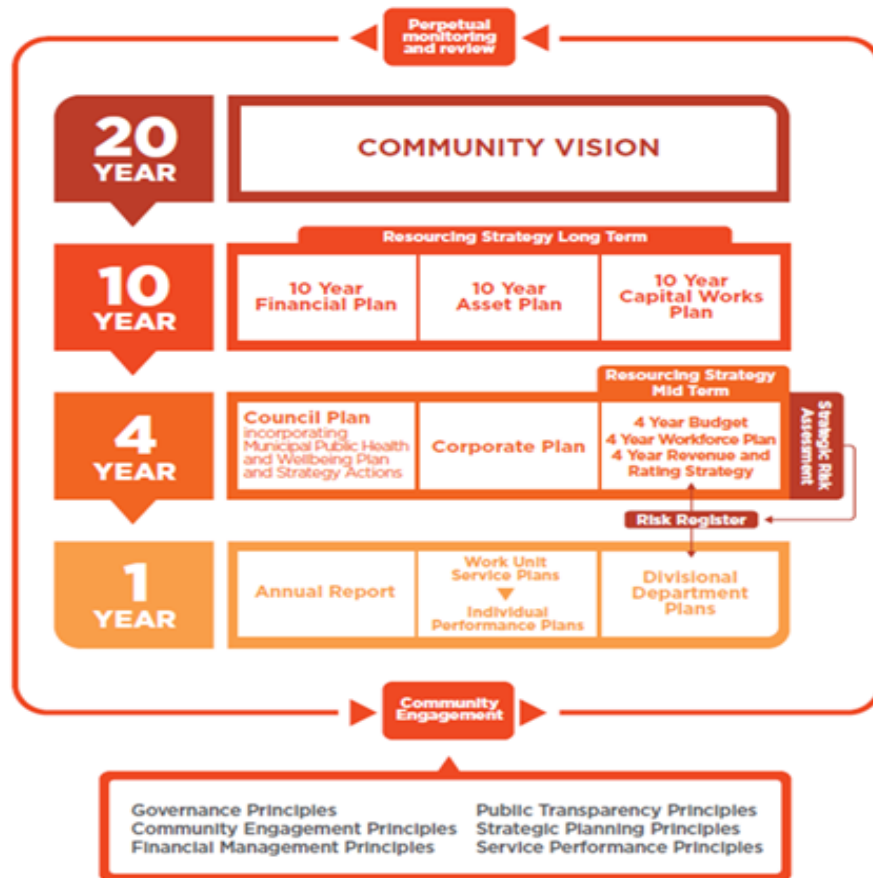 Perpetual
monitoring
and review
20
YEAR
COMMUNITY VISION
Resourcing Strategy Long Term
10
YEAR
10 Year
Financial Plan
10 Year
Asset Plan
10 Year
Capital Works
Plan
Resourcing Strategy
Mid Term
4
YEAR
Council Plan
incorporating
Municipal Public Health
and Wellbeing Plan
and Strategy Actions
Corporate Plan
4 Year Budget
4 Year Workforce Plan
4 Year Revenue and
Rating Strategy
Strategic Risk
Assessment
Risk Register
1
YEAR
Annual Report
Work Unit
Service Plans
Individual
Performance Plans
Divisional
Department
Plans
Community
Engagement
Governance Principles
Community Engagement Principles
Financial Management Principles
Public Transparency Principles
Strategic Planning Principles
Service Performance Principles